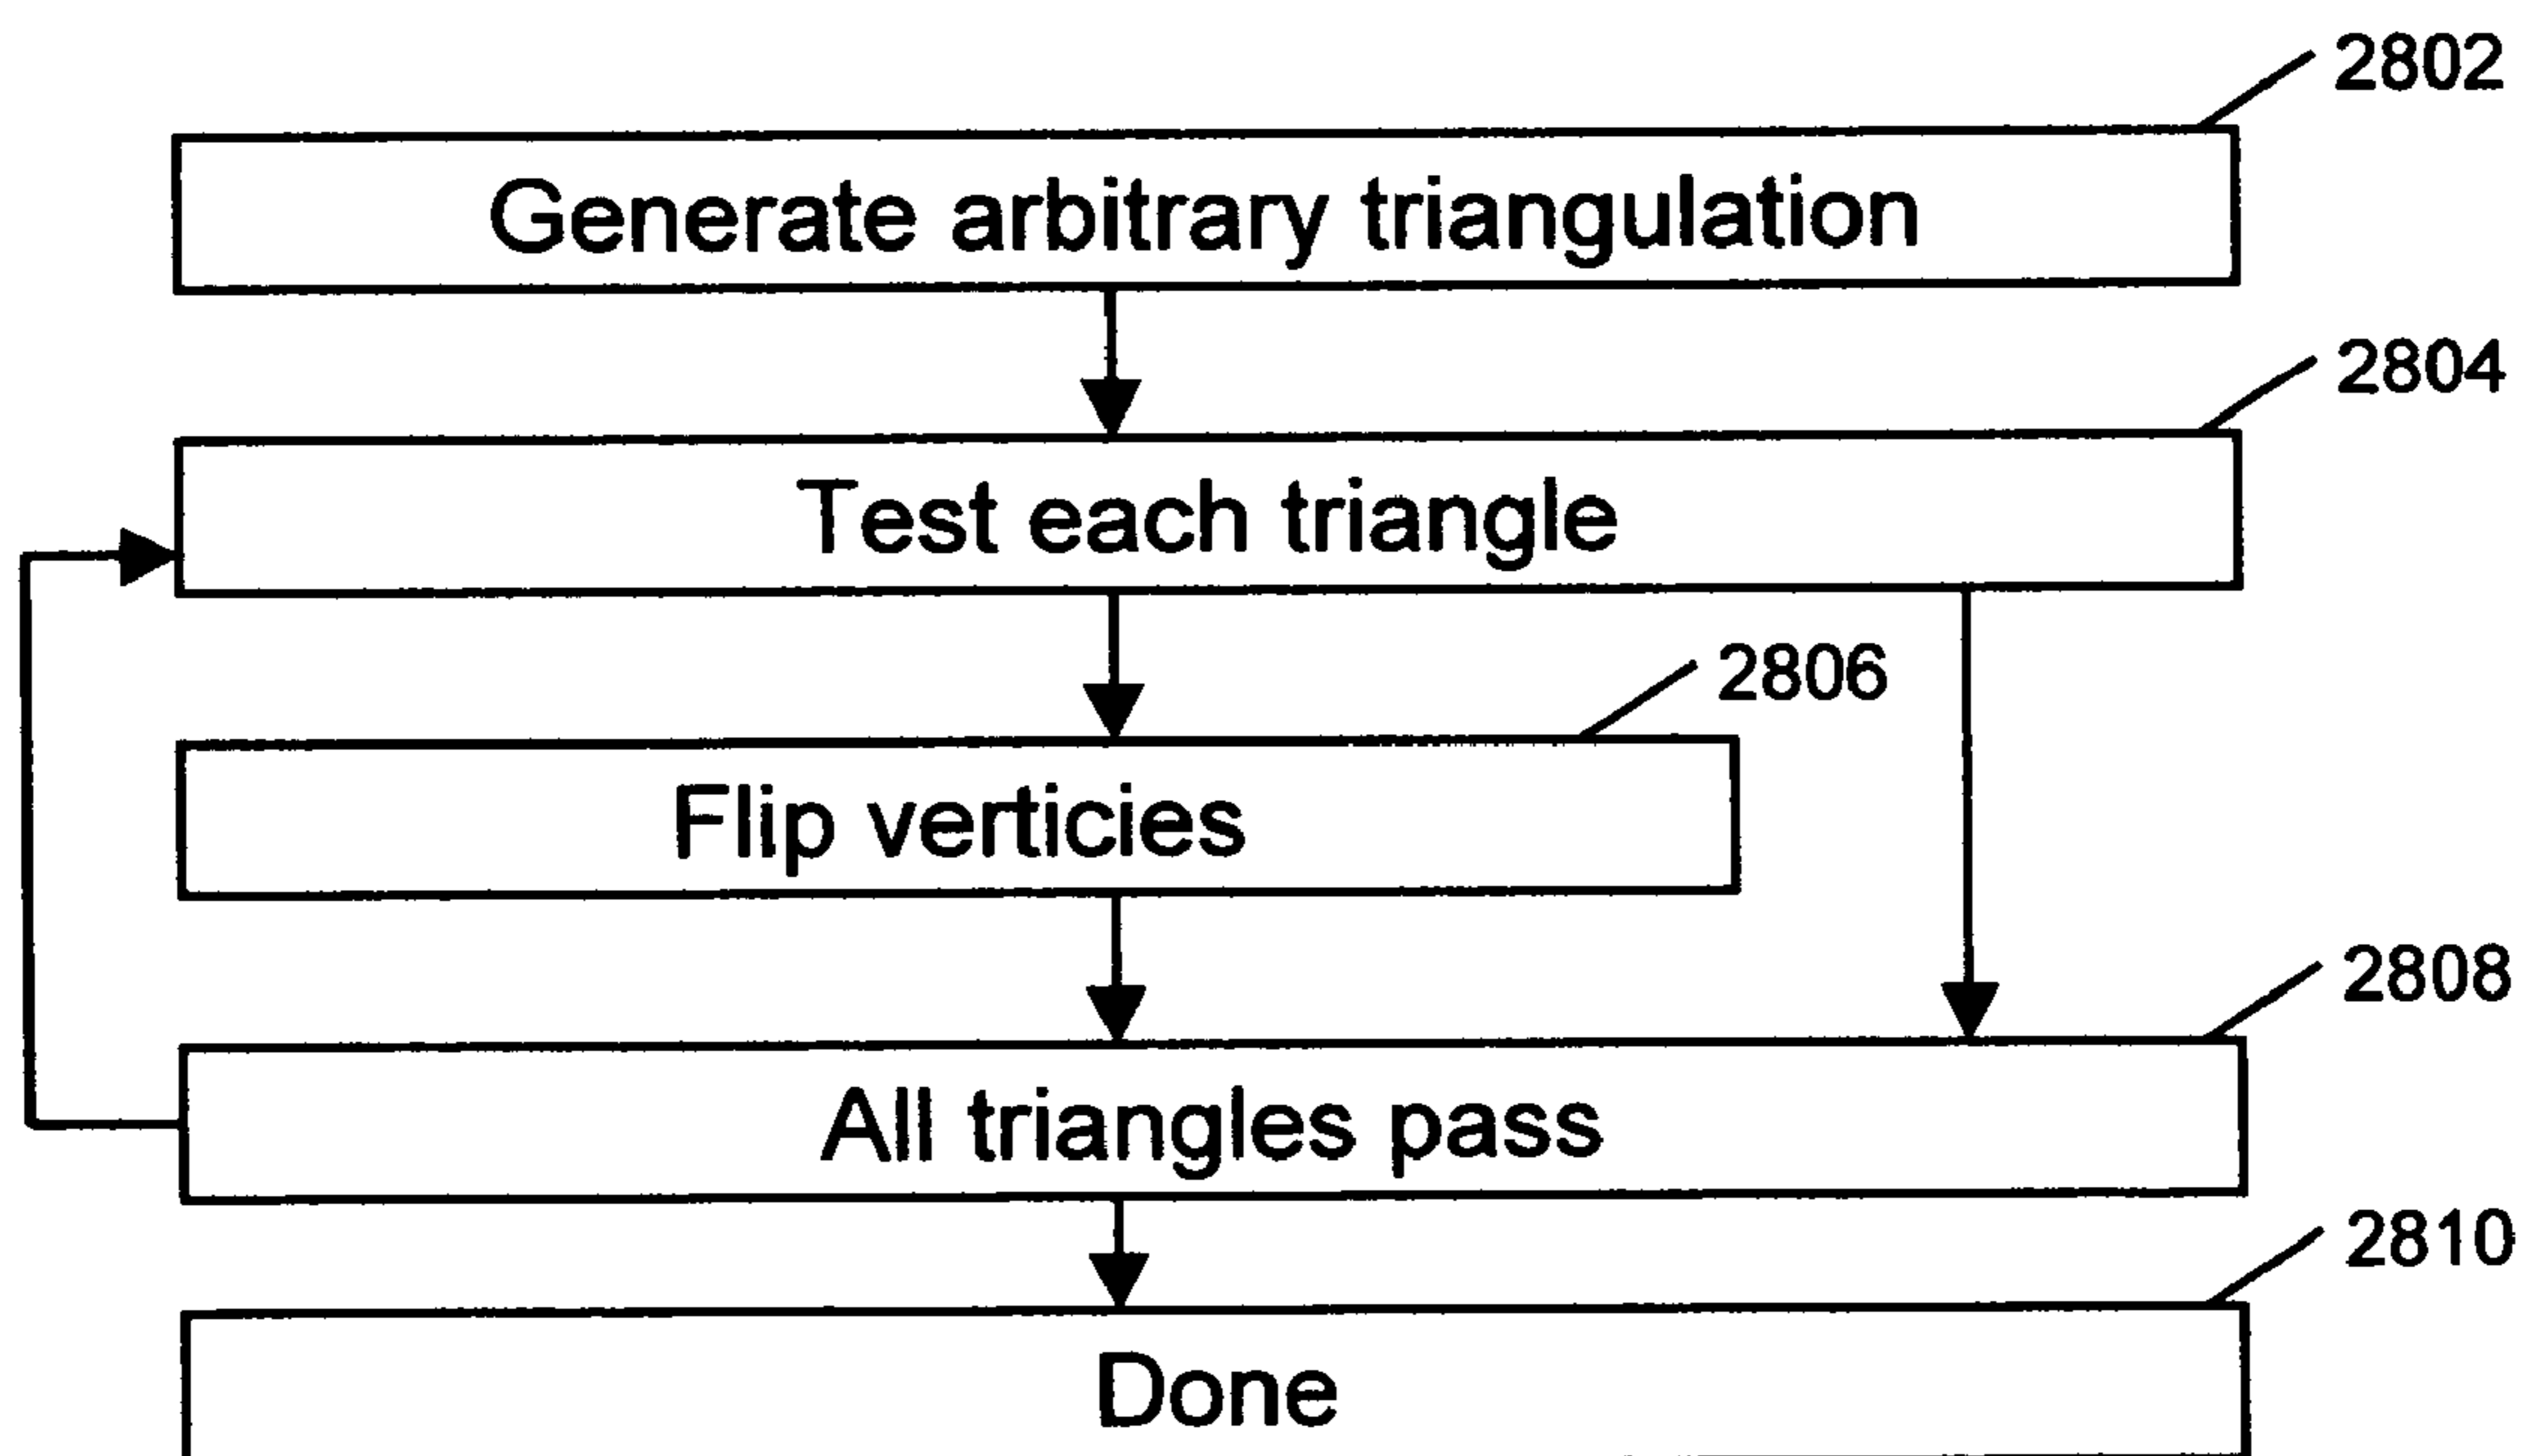 2802
Generate arbitrary triangulation
2804
Test each triangle
2806
Flip verticies
2808
All triangles pass
2810
Done